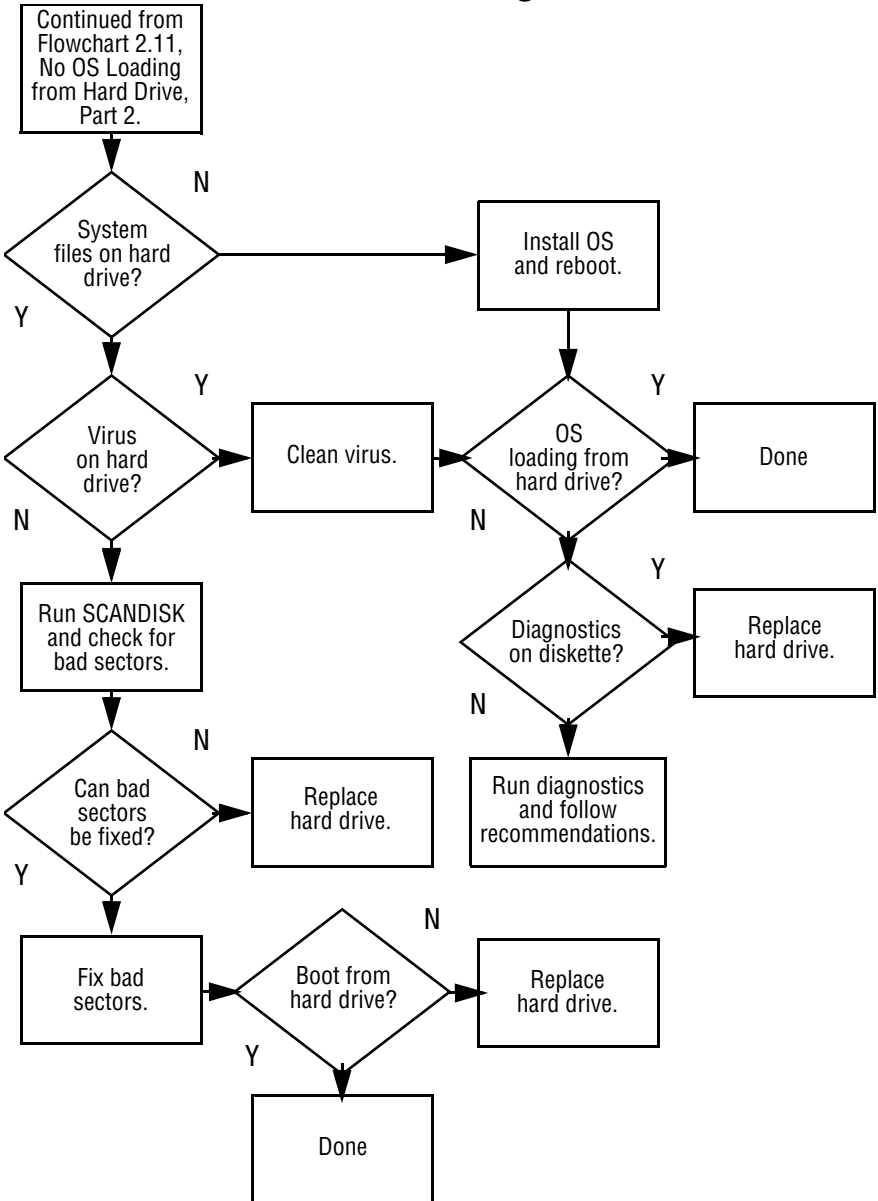 Continued from
Flowchart 2.11,
No OS Loading
from Hard Drive,
Part 2.
N
System
files on hard
drive?
Y
Install OS
and reboot.
Y
Virus
on hard
drive?
N
Clean virus.
Y
OS
loading from
hard drive?
N
Done
Run SCANDISK
and check for
bad sectors.
Y
Diagnostics
on diskette?
N
Replace
hard drive.
N
Can bad
sectors
be fixed?
Y
Replace
hard drive.
Run diagnostics
and follow
recommendations.
Fix bad
sectors.
N
Boot from
hard drive?
Y
Replace
hard drive.
Done